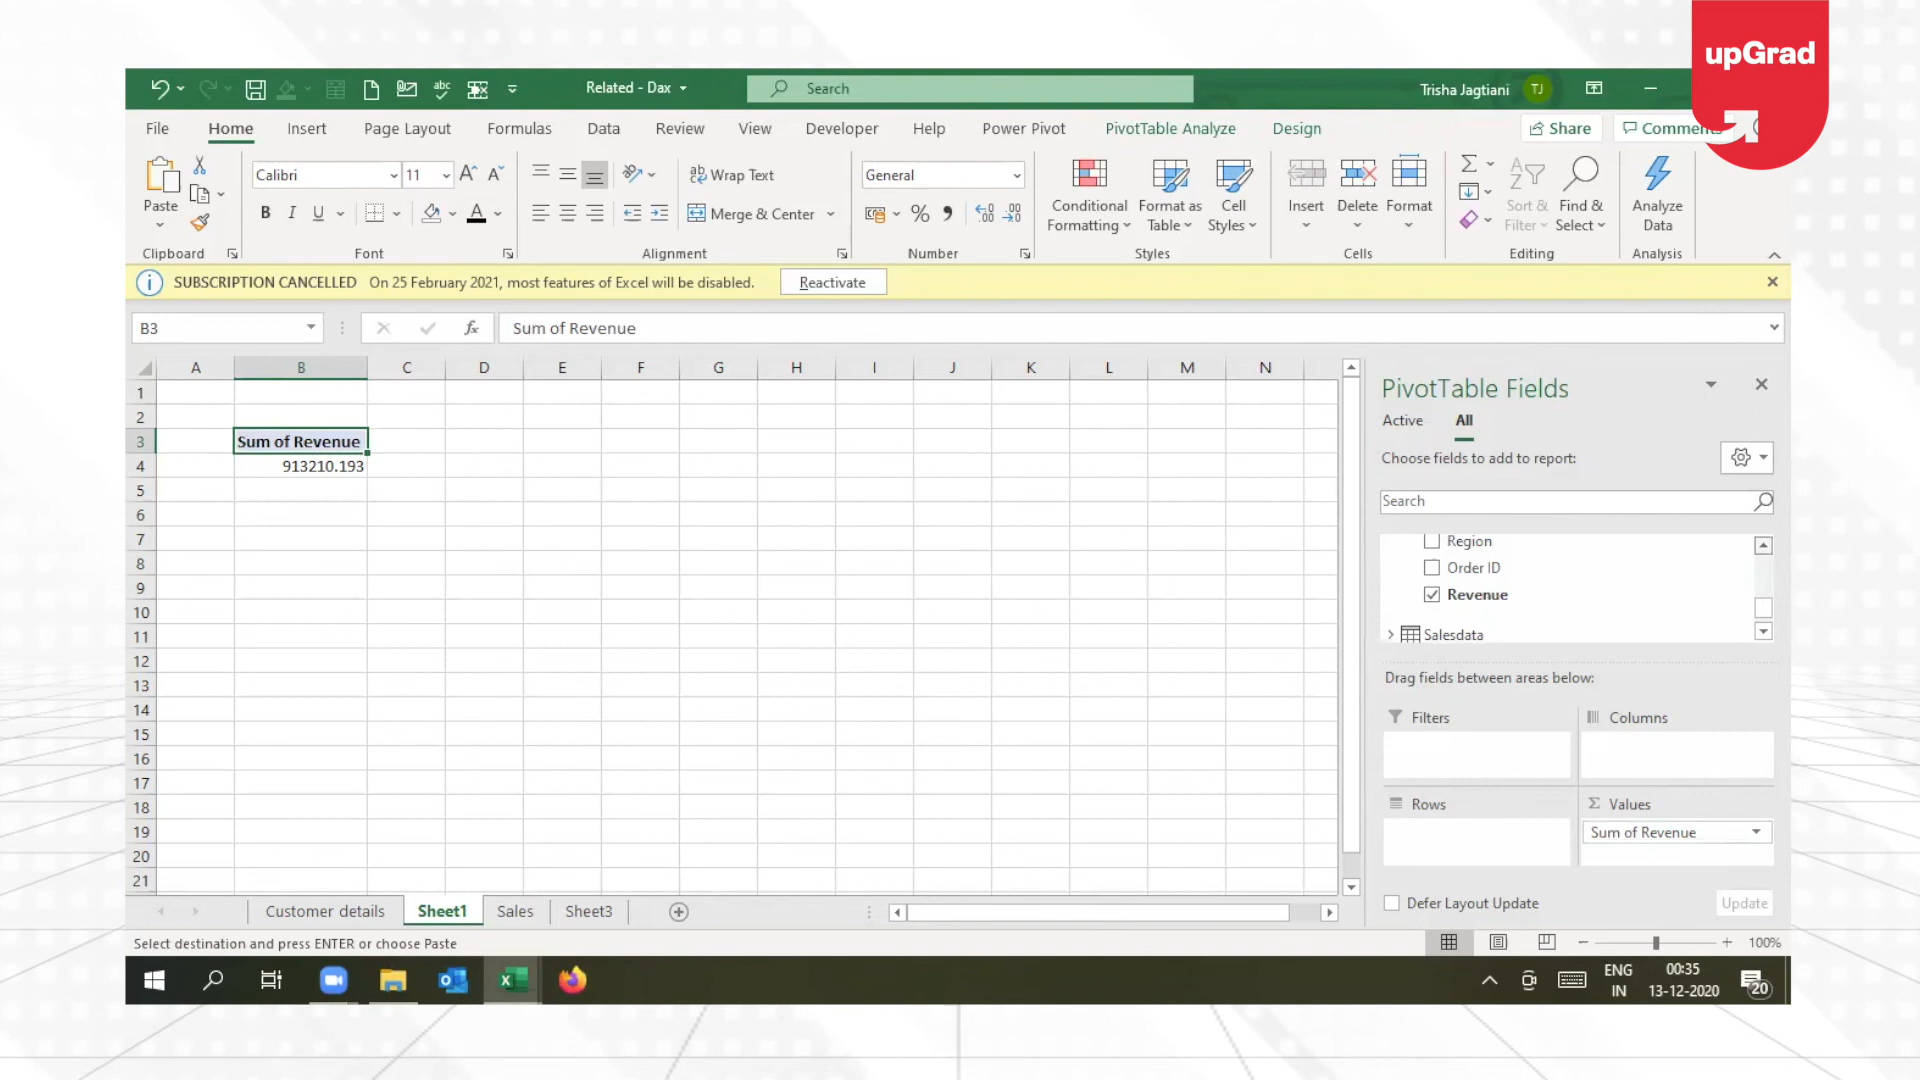 upGrad
Related - Dax
Search
Trisha Jagtiani
TJ
File Home Insert Page Layout Formulas Data Review View Developer Help Power Pivot PivotTable Analyze Design
Share
Comments
Calibri
11
Wrap Text
General
Paste
B I U
Merge & Center
Conditional Formatting
Format as Table
Cell Styles
Insert
Delete
Format
Sort & Filter
Find & Select
Analyze Data
Clipboard
Font
Alignment
Number
Styles
Cells
Editing
Analysis
SUBSCRIPTION CANCELLED On 25 February 2021, most features of Excel will be disabled.
Reactivate
B3
fx
Sum of Revenue
A B C D E F G H I J K L M N
1
2
3 Sum of Revenue
4 913210.193
5
6
7
8
9
10
11
12
13
14
15
16
17
18
19
20
21
PivotTable Fields
Active All
Choose fields to add to report:
Search
Region
Order ID
Revenue
Salesdata
Drag fields between areas below:
Filters
Columns
Rows
Σ Values
Sum of Revenue
Defer Layout Update
Update
Customer details Sheet1 Sales Sheet3
Select destination and press ENTER or choose Paste
100%
ENG
IN
00:35
13-12-2020
20